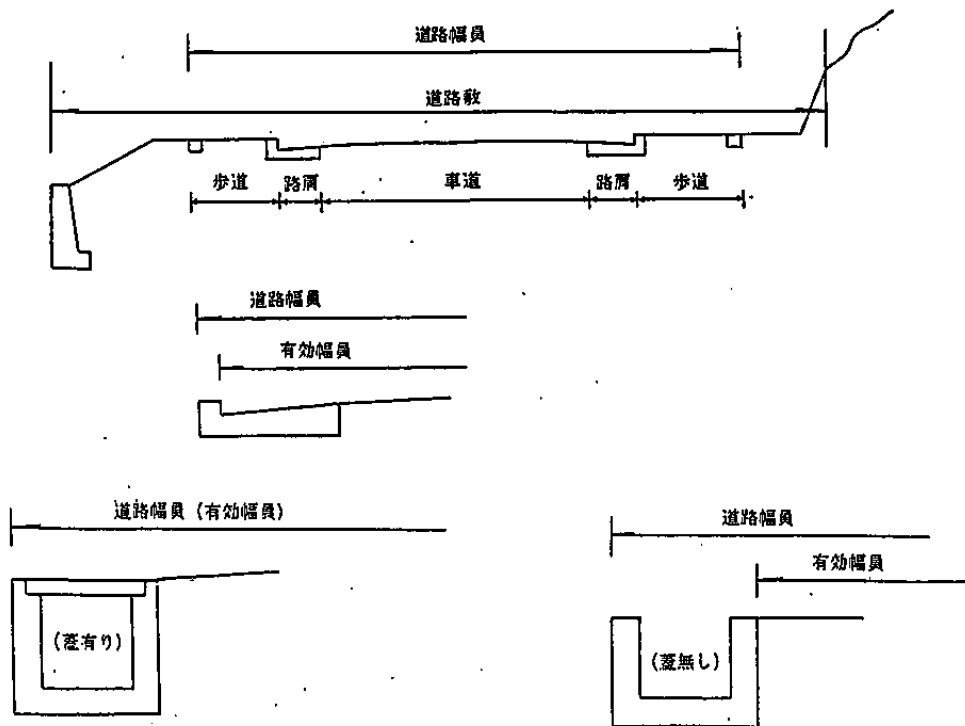 道路幅員
道路敷
歩道 路肩 車道 路肩 歩道
道路幅員
有効幅員
道路幅員(有効幅員)
(蓋有り)
道路幅員
有効幅員
(蓋無し)